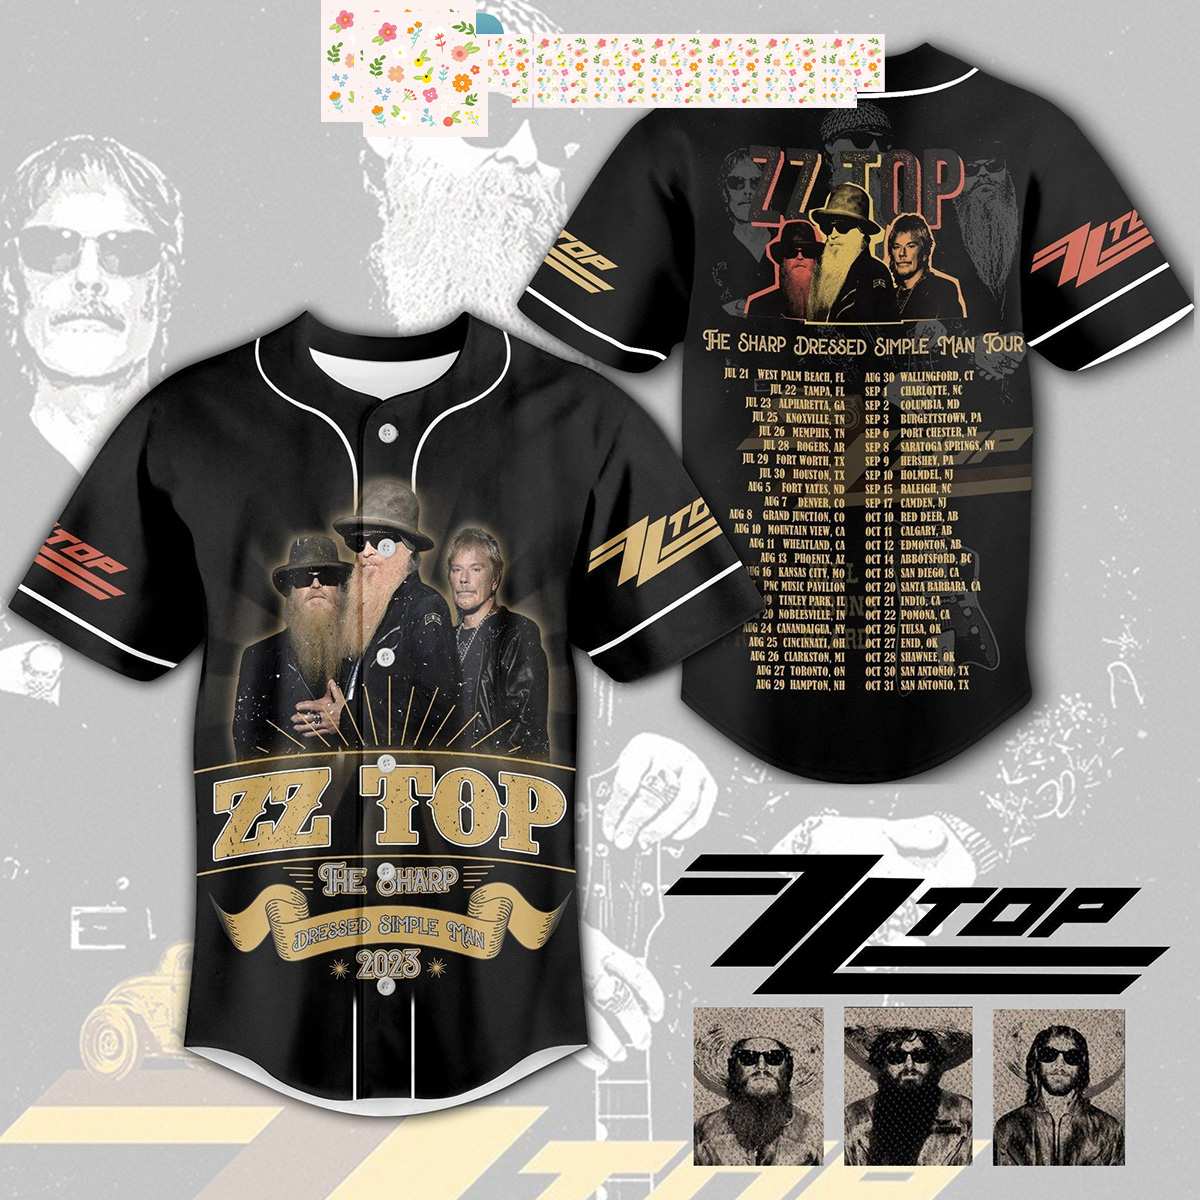 ZZ TOP
THE SHARP DRESSED SIMPLE MAN TOUR
JUL 21 WEST PALM BEACH, FL
JUL 22 TAMPA, FL
JUL 23 ALPHARETTA, GA
JUL 25 KNOXVILLE, TN
JUL 26 MEMPHIS, TN
JUL 28 ROGERS, AR
JUL 29 FORT WORTH, TX
JUL 30 HOUSTON, TX
AUG 5 FORT YATES, ND
AUG 7 DENVER, CO
AUG 8 GRAND JUNCTION, CO
AUG 10 MOUNTAIN VIEW, CA
AUG 11 WHEATLAND, CA
AUG 13 PHOENIX, AZ
AUG 16 KANSAS CITY, MO
PNC MUSIC PAVILION
19 TINLEY PARK, IL
20 NOBLESVILLE, IN
AUG 24 CANANDAIGUA, NY
AUG 25 CINCINNATI, OH
AUG 26 CLARKSTON, MI
AUG 27 TORONTO, ON
AUG 29 HAMPTON, NH
AUG 30 WALLINGFORD, CT
SEP 1 CHARLOTTE, NC
SEP 2 COLUMBIA, MD
SEP 3 BURGETTSTOWN, PA
SEP 6 PORT CHESTER, NY
SEP 8 SARATOGA SPRINGS, NY
SEP 9 HERSHEY, PA
SEP 10 HOLMDEL, NJ
SEP 15 RALEIGH, NC
SEP 17 CAMDEN, NJ
OCT 10 RED DEER, AB
OCT 11 CALGARY, AB
OCT 12 EDMONTON, AB
OCT 14 ABBOTSFORD, BC
OCT 18 SAN DIEGO, CA
OCT 20 SANTA BARBARA, CA
OCT 21 INDIO, CA
OCT 22 POMONA, CA
OCT 26 TULSA, OK
OCT 27 ENID, OK
OCT 28 SHAWNEE, OK
OCT 30 SAN ANTONIO, TX
OCT 31 SAN ANTONIO, TX
TOP
ZZ TO
TOP
ZZ TO
ZZ TOP
THE SHARP
DRESSED SIMPLE MAN
2023
ZZ TOP
ZZ TOP